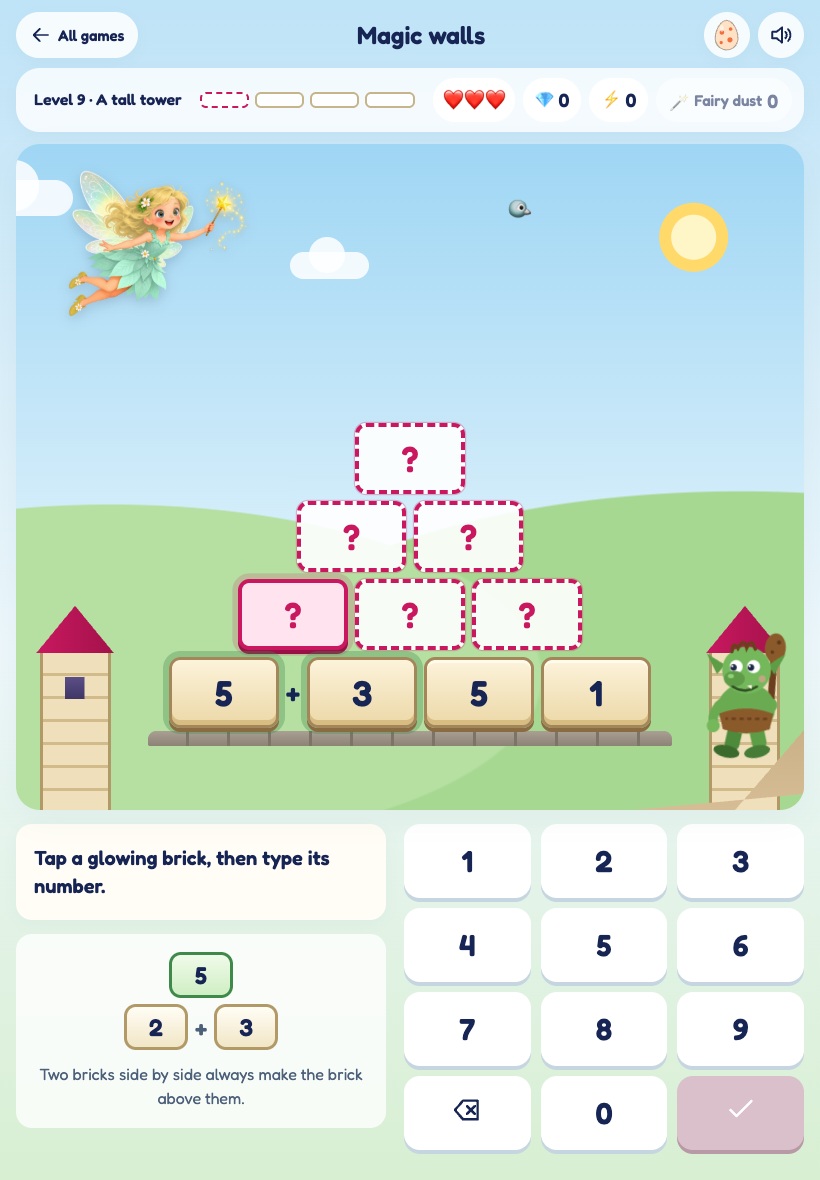 All games
Magic walls
Level 9 · A tall tower
0
0
Fairy dust 0
?
? ?
? ? ?
5 + 3 5 1
Tap a glowing brick, then type its
number.
5
2 + 3
Two bricks side by side always make the brick
above them.
1 2 3
4 5 6
7 8 9
0